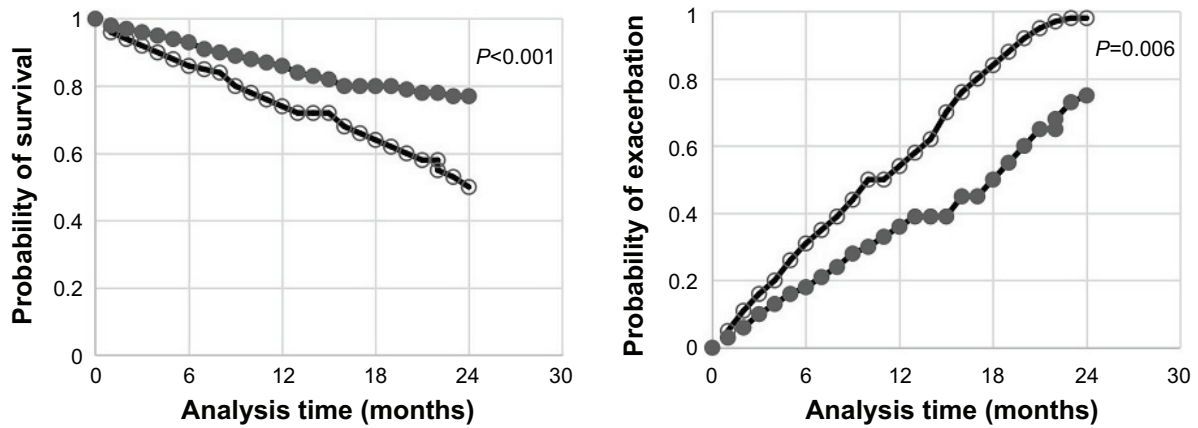 Probability of survival
1
0.8
0.6
0.4
0.2
0
0 6 12 18 24 30
Analysis time (months)
P<0.001
Probability of exacerbation
1
0.8
0.6
0.4
0.2
0
0 6 12 18 24 30
Analysis time (months)
P=0.006